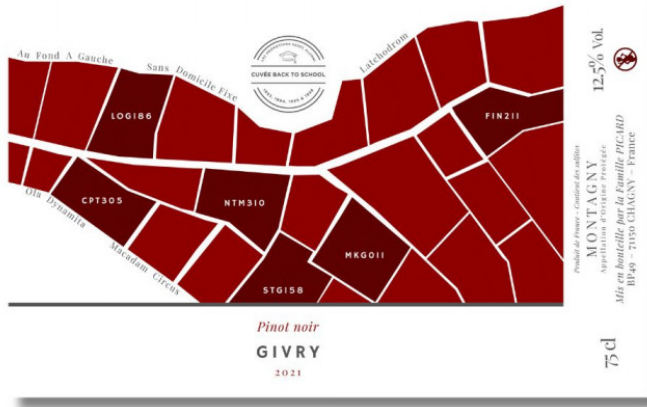 Au Fond A Gauche
Sans Domicile Fixe
Latchodrom
CUVÉE BACK TO SCHOOL
LOG186
FIN211
CPT305
NTM310
MKG011
STG158
Ola Dynamita
Macadam Circus
Pinot noir
GIVRY
2021
12.5% Vol.
Produit de France - Contient des sulfites
MONTAGNY
Appellation d'Origine Protégée
Mis en bouteille par la Famille PICARD
BP49 – 71150 CHAGNY – France
75 cl